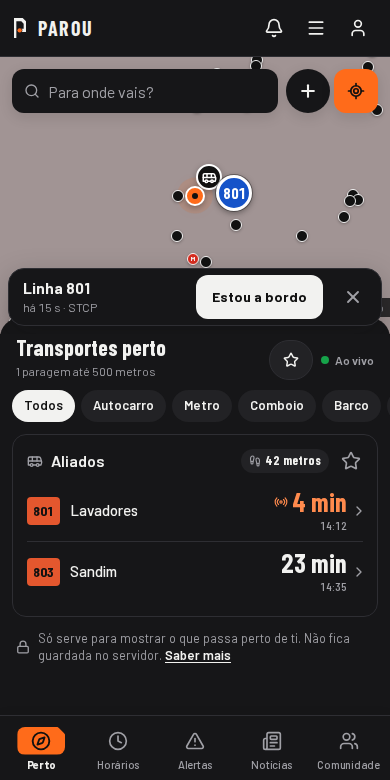 PAROU
Para onde vais?
801
M
Linha 801
há 15 s · STCP
Estou a bordo
Transportes perto
1 paragem até 500 metros
Ao vivo
Todos
Autocarro
Metro
Comboio
Barco
Aliados
42 metros
801
Lavadores
4 min
14:12
803
Sandim
23 min
14:35
Só serve para mostrar o que passa perto de ti. Não fica
guardada no servidor. Saber mais
Perto
Horários
Alertas
Notícias
Comunidade